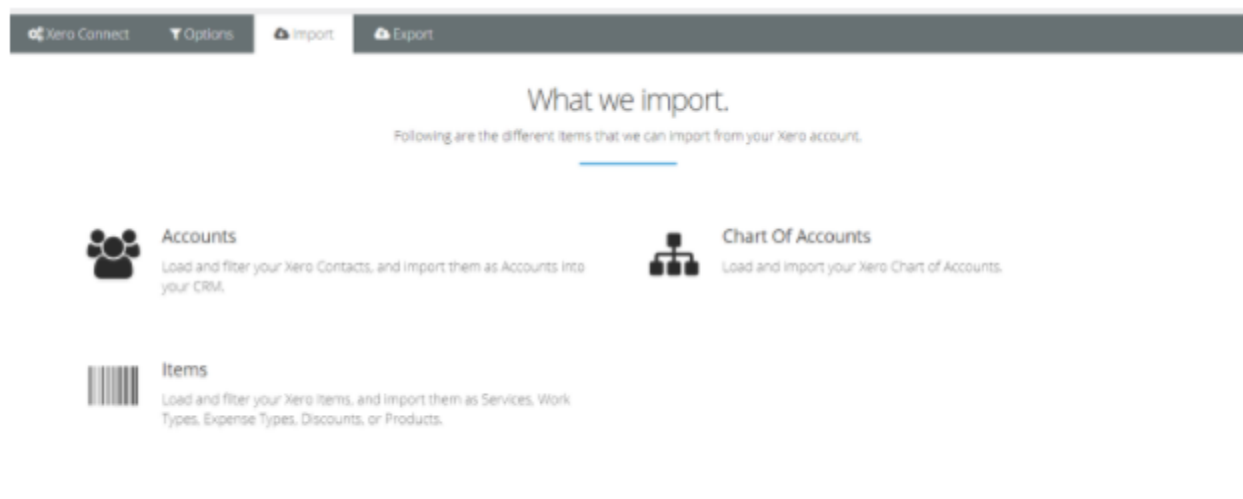 Xero Connect Options Import Export
What we import.
Following are the different items that we can import from your Xero account.
Accounts
Load and filter your Xero Contacts, and import them as Accounts into
your CRM.
Chart Of Accounts
Load and import your Xero Chart of Accounts.
Items
Load and filter your Xero Items, and import them as Services, Work
Types, Expense Types, Discounts, or Products.